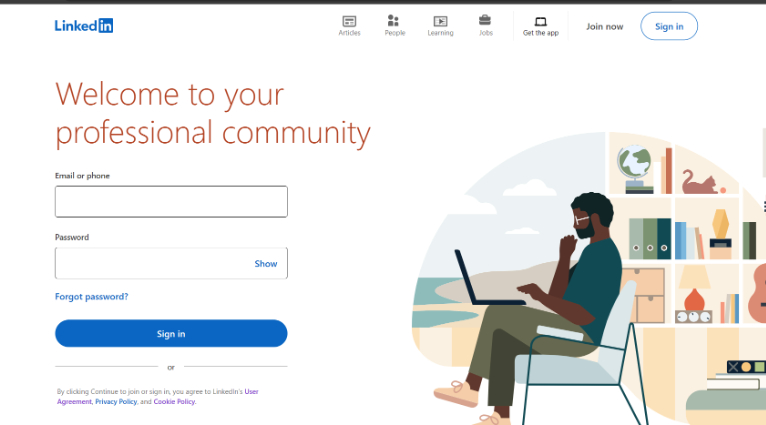 LinkedIn
Articles
People
Learning
Jobs
Get the app
Join now
Sign in
Welcome to your
professional community
Email or phone
Password
Show
Forgot password?
Sign in
or
By clicking Continue to join or sign in, you agree to LinkedIn's User
Agreement, Privacy Policy, and Cookie Policy.